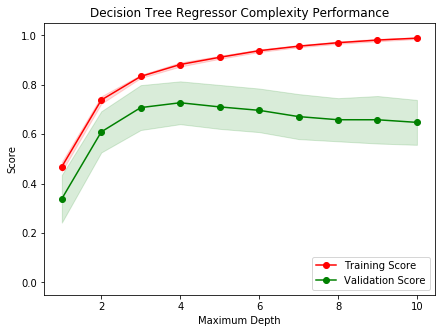 Decision Tree Regressor Complexity Performance
1.0
0.8
0.6
0.4
0.2
0.0
Score
2 4 6 8 10
Maximum Depth
Training Score
Validation Score